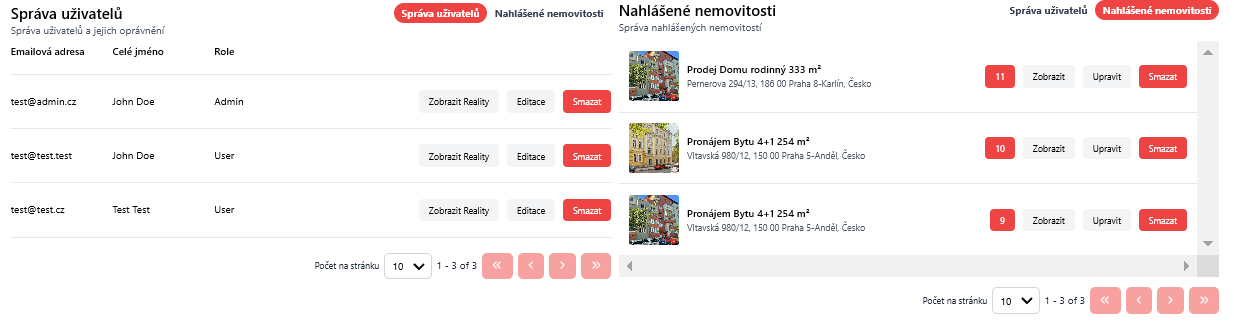 Správa uživatelů
Správa uživatelů a jejich oprávnění
Správa uživatelů Nahlášené nemovitosti
Emailová adresa Celé jméno Role
test@admin.cz John Doe Admin Zobrazit Reality Editace Smazat
test@test.test John Doe User Zobrazit Reality Editace Smazat
test@test.cz Test Test User Zobrazit Reality Editace Smazat
Počet na stránku 10 1 - 3 of 3
Nahlášené nemovitosti
Správa nahlášených nemovitostí
Správa uživatelů Nahlášené nemovitosti
Prodej Domu rodinný 333 m²
Pernerova 294/13, 186 00 Praha 8-Karlín, Česko
11 Zobrazit Upravit Smazat
Pronájem Bytu 4+1 254 m²
Vltavská 980/12, 150 00 Praha 5-Anděl, Česko
10 Zobrazit Upravit Smazat
Pronájem Bytu 4+1 254 m²
Vltavská 980/12, 150 00 Praha 5-Anděl, Česko
9 Zobrazit Upravit Smazat
Počet na stránku 10 1 - 3 of 3